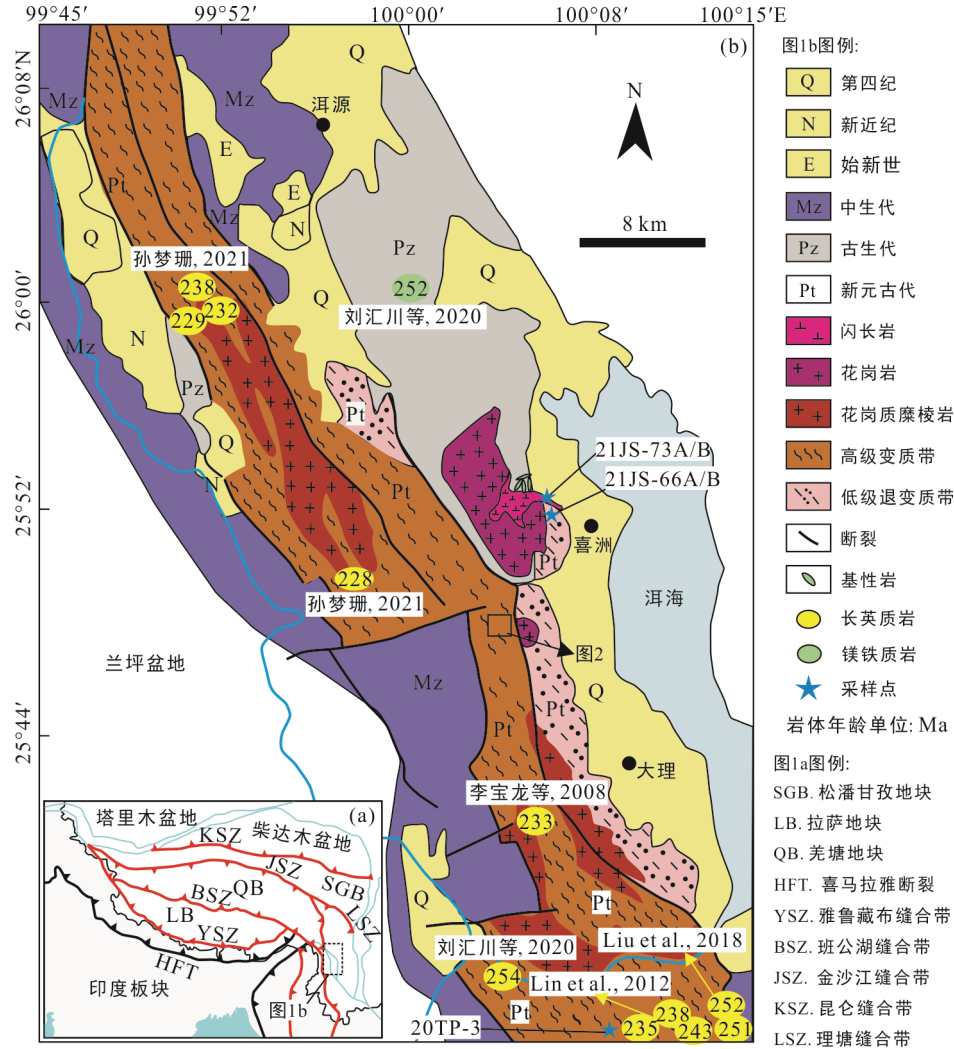 99°45′
99°52′
100°00′
100°08′
100°15′E
26°08′N
26°00′
25°52′
25°44′
(b)
Q
Mz
Mz
洱源
N
E
Pt
Mz
E
N
Q
Pz
8 km
孙梦珊, 2021
238
232
229
Q
Q
252
刘汇川等, 2020
N
Mz
Pz
Pt
Q
N
Pt
21JS-73A/B
21JS-66A/B
喜洲
Pt
洱海
228
孙梦珊, 2021
图2
兰坪盆地
Mz
Q
Pt
Pt
大理
李宝龙等, 2008
233
Q
Pt
刘汇川等, 2020
Liu et al., 2018
254
Lin et al., 2012
Pt
252
238
235
243
251
20TP-3
(a)
塔里木盆地
柴达木盆地
KSZ
JSZ
SGB
QB
BSZ
LSZ
LB
YSZ
HFT
印度板块
图1b
图1b图例:
Q 第四纪
N 新近纪
E 始新世
Mz 中生代
Pz 古生代
Pt 新元古代
闪长岩
花岗岩
花岗质糜棱岩
高级变质带
低级退变质带
断裂
基性岩
长英质岩
镁铁质岩
采样点
岩体年龄单位: Ma
图1a图例:
SGB. 松潘甘孜地块
LB. 拉萨地块
QB. 羌塘地块
HFT. 喜马拉雅断裂
YSZ. 雅鲁藏布缝合带
BSZ. 班公湖缝合带
JSZ. 金沙江缝合带
KSZ. 昆仑缝合带
LSZ. 理塘缝合带